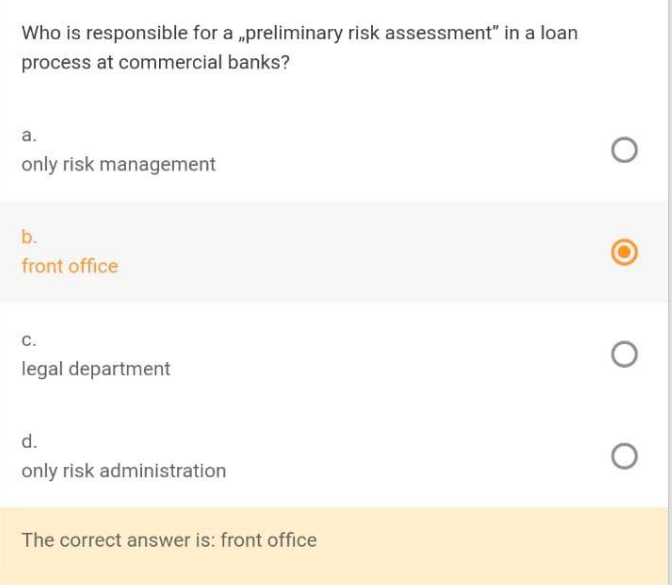 Who is responsible for a „preliminary risk assessment” in a loan
process at commercial banks?
a.
only risk management
b.
front office
c.
legal department
d.
only risk administration
The correct answer is: front office